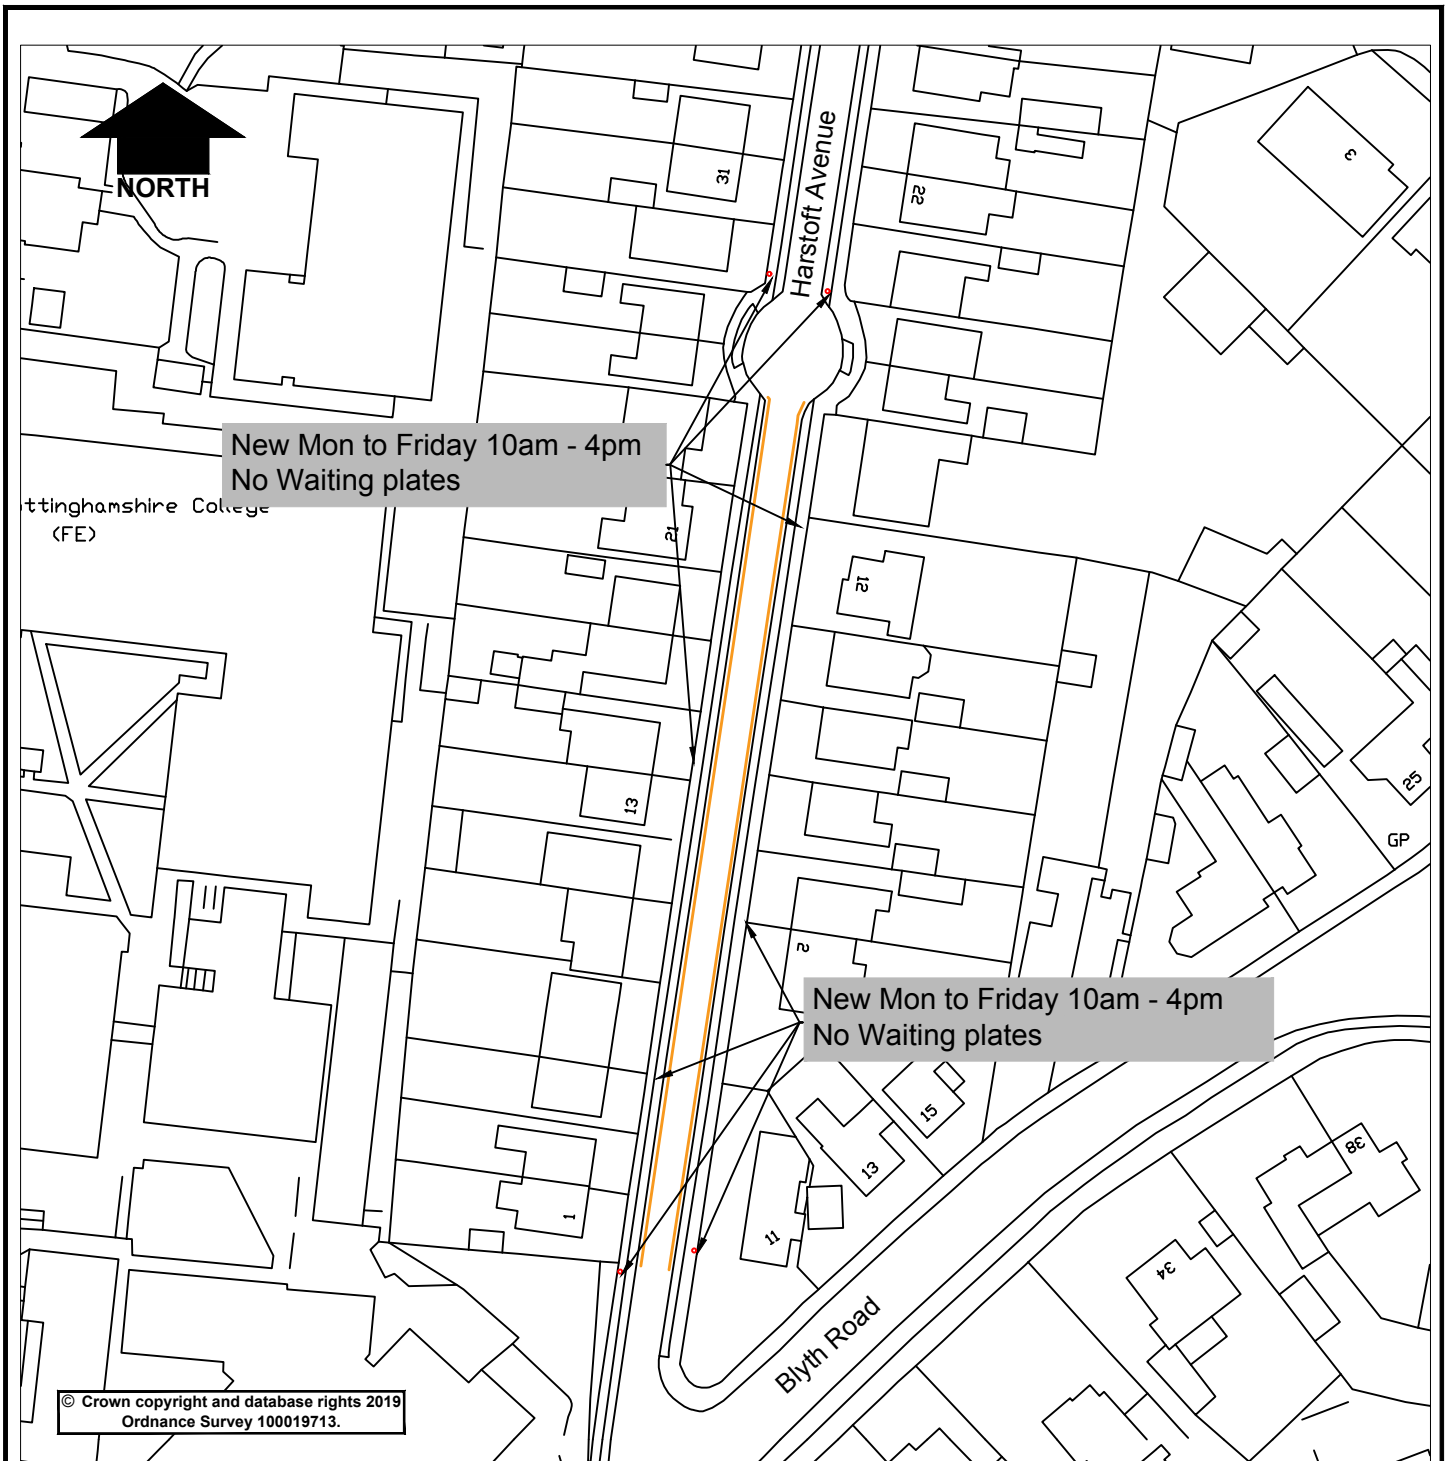 NORTH
31
Harstoft Avenue
22
3
New Mon to Friday 10am - 4pm
No Waiting plates
ttinghamshire College
(FE)
21
12
13
25
GP
2
New Mon to Friday 10am - 4pm
No Waiting plates
15
13
38
1
11
34
Blyth Road
© Crown copyright and database rights 2019
Ordnance Survey 100019713.